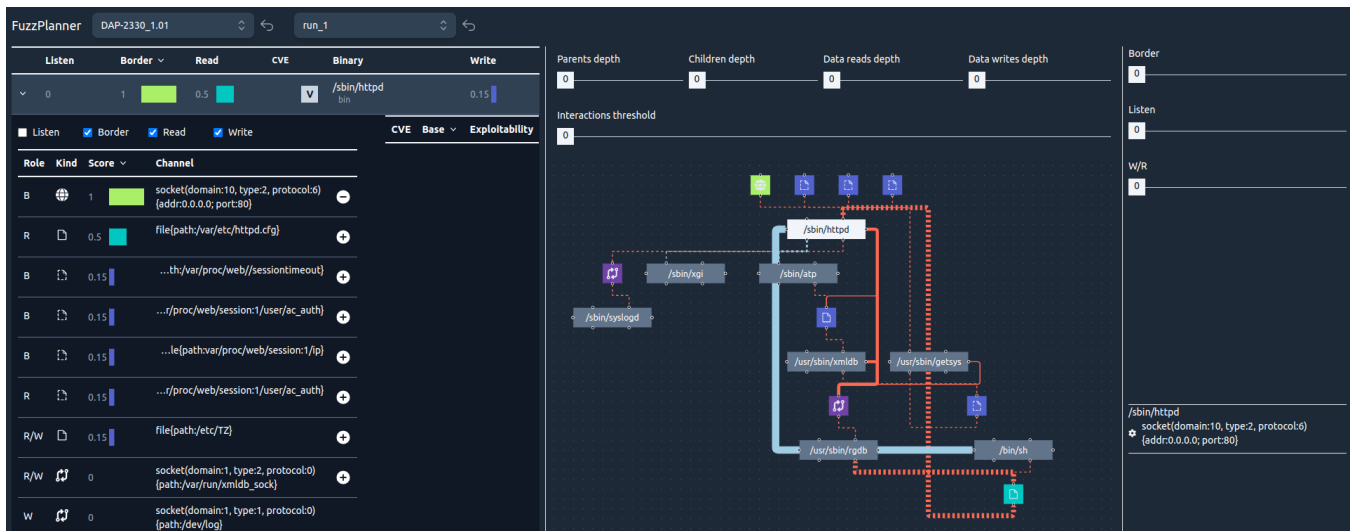 FuzzPlanner DAP-2330_1.01 run_1
Listen Border Read CVE Binary Write
0 1 0.5 V /sbin/httpd 0.15
bin
Listen Border Read Write
CVE Base Exploitability
Role Kind Score Channel
B 1 socket(domain:10, type:2, protocol:6)
{addr:0.0.0.0; port:80}
R 0.5 file{path:/var/etc/httpd.cfg}
B 0.15 ...th:/var/proc/web//sessiontimeout}
B 0.15 ...r/proc/web/session:1/user/ac_auth}
B 0.15 ...le{path:var/proc/web/session:1/ip}
R 0.15 ...r/proc/web/session:1/user/ac_auth}
R/W 0.15 file{path:/etc/TZ}
R/W 0 socket(domain:1, type:2, protocol:0)
{path:/var/run/xmldb_sock}
W 0 socket(domain:1, type:1, protocol:0)
{path:/dev/log}
Parents depth Children depth Data reads depth Data writes depth
0 0 0 0
Interactions threshold
0
/sbin/httpd
/sbin/xgi /sbin/atp
/sbin/syslogd
/usr/sbin/xmldb /usr/sbin/getsys
/usr/sbin/rgdb /bin/sh
Border
0
Listen
0
W/R
0
/sbin/httpd
socket(domain:10, type:2, protocol:6)
{addr:0.0.0.0; port:80}